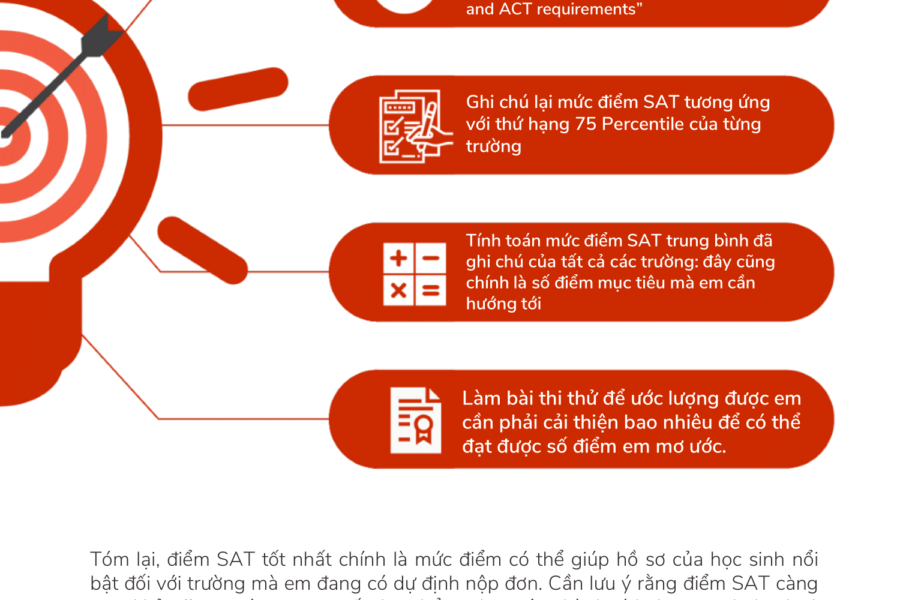 and ACT requirements”
Ghi chú lại mức điểm SAT tương ứng
với thứ hạng 75 Percentile của từng
trường
Tính toán mức điểm SAT trung bình đã
ghi chú của tất cả các trường: đây cũng
chính là số điểm mục tiêu mà em cần
hướng tới
Làm bài thi thử để ước lượng được em
cần phải cải thiện bao nhiêu để có thể
đạt được số điểm em mơ ước.
Tóm lại, điểm SAT tốt nhất chính là mức điểm có thể giúp hồ sơ của học sinh nổi
bật đối với trường mà em đang có dự định nộp đơn. Cần lưu ý rằng điểm SAT càng